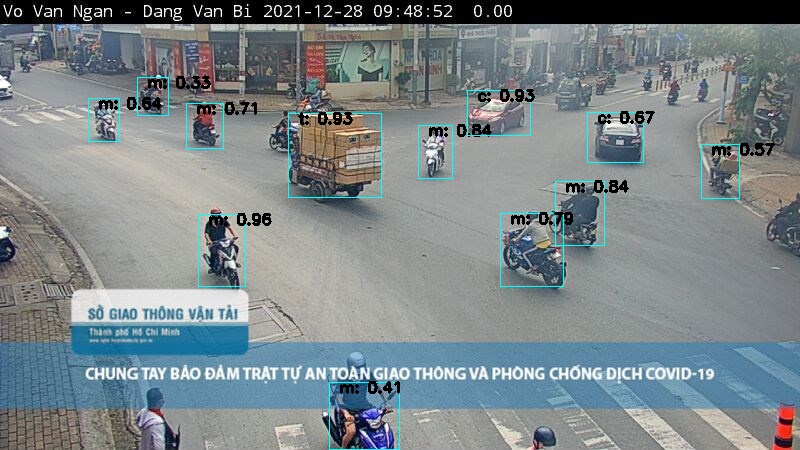 Vo Van Ngan - Dang Van Bi 2021-12-28 09:48:52 0.00
m: 0.33
m: 0.64
m: 0.71
t: 0.93
c: 0.93
m: 0.84
c: 0.67
m: 0.57
m: 0.84
m: 0.96
m: 0.79
SỞ GIAO THÔNG VẬN TẢI
Thành phố Hồ Chí Minh
CHUNG TAY BẢO ĐẢM TRẬT TỰ AN TOÀN GIAO THÔNG VÀ PHÒNG CHỐNG DỊCH COVID-19
m: 0.41